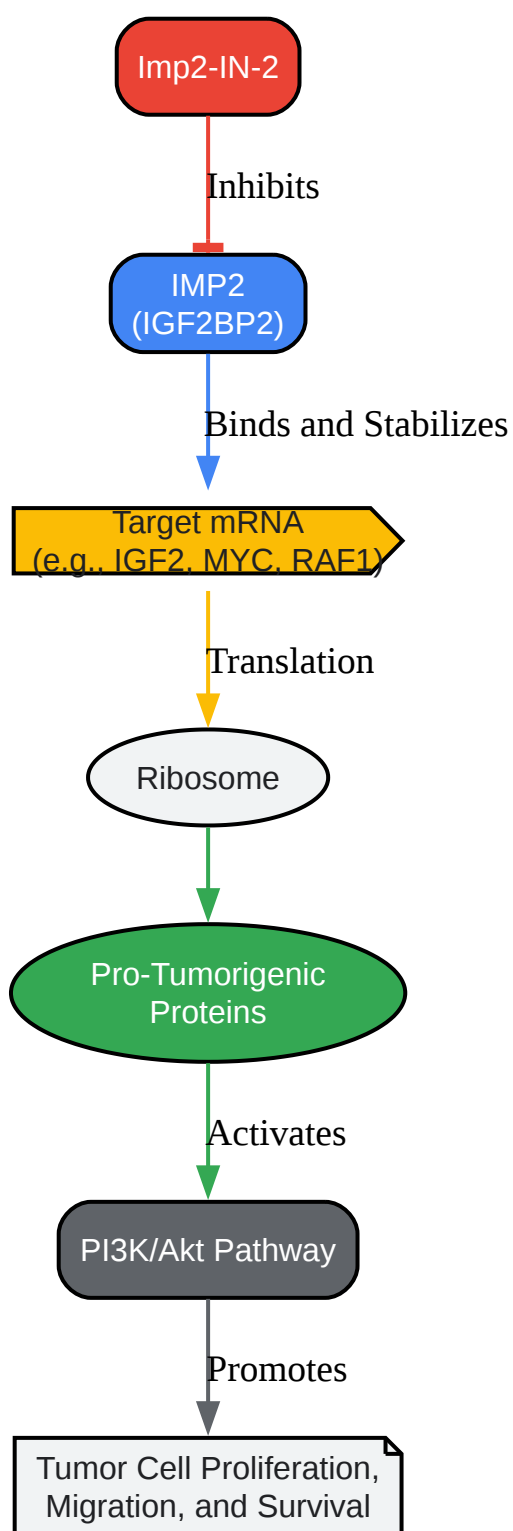 Imp2-IN-2
Inhibits
IMP2
(IGF2BP2)
Binds and Stabilizes
Target mRNA
(e.g., IGF2, MYC, RAF1)
Translation
Ribosome
Pro-Tumorigenic
Proteins
Activates
PI3K/Akt Pathway
Promotes
Tumor Cell Proliferation,
Migration, and Survival